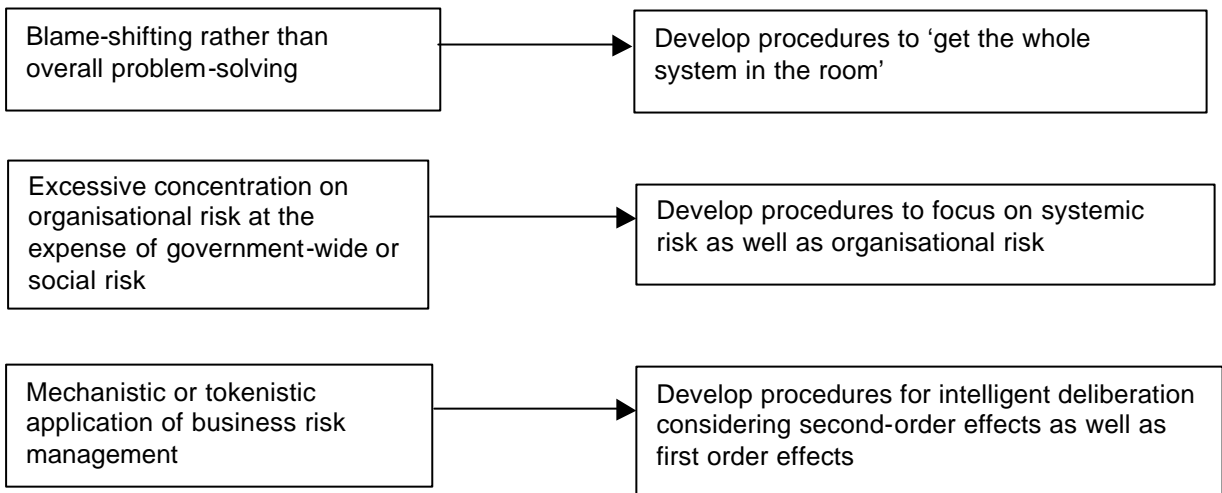 Blame-shifting rather than
overall problem-solving
Develop procedures to ‘get the whole
system in the room’
Excessive concentration on
organisational risk at the
expense of government-wide or
social risk
Develop procedures to focus on systemic
risk as well as organisational risk
Mechanistic or tokenistic
application of business risk
management
Develop procedures for intelligent deliberation
considering second-order effects as well as
first order effects